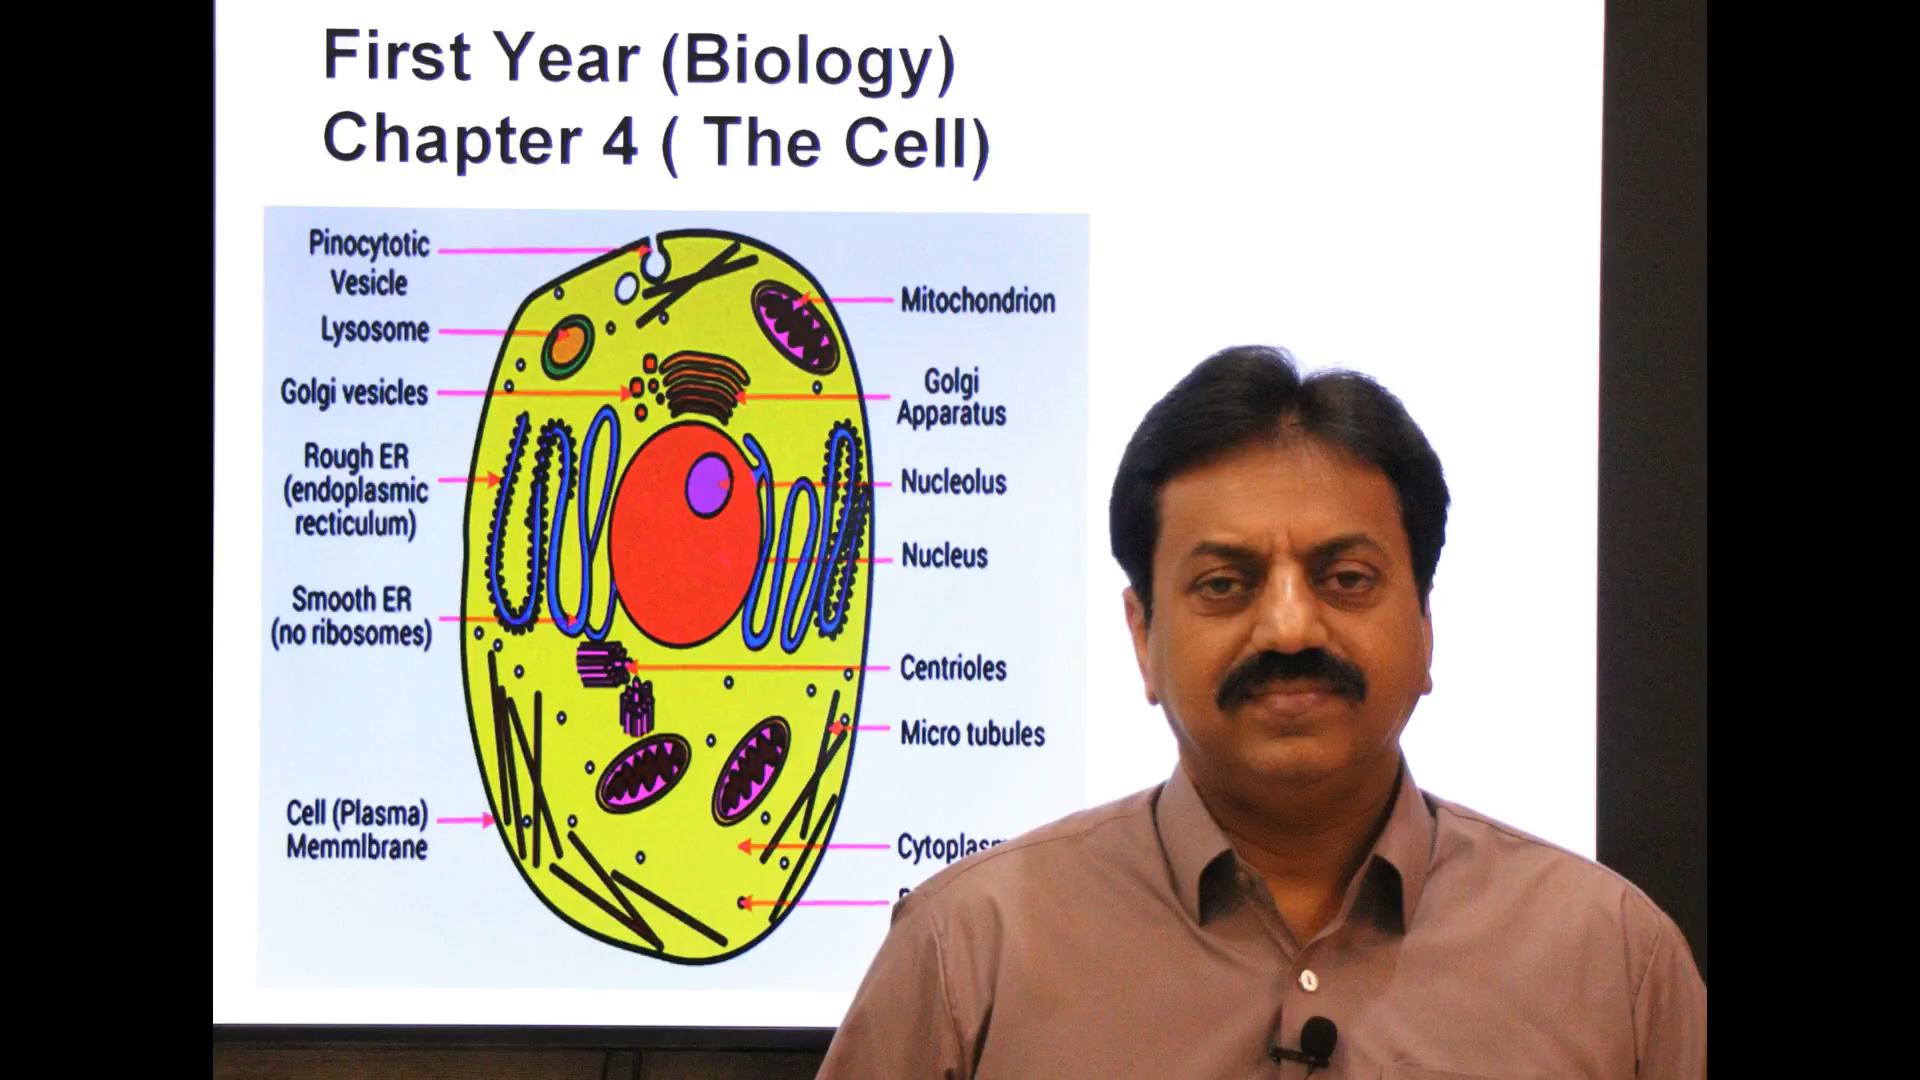 First Year (Biology)
Chapter 4 ( The Cell)
Pinocytotic
Vesicle
Lysosome
Golgi vesicles
Rough ER
(endoplasmic
recticulum)
Smooth ER
(no ribosomes)
Cell (Plasma)
Memmlbrane
Mitochondrion
Golgi
Apparatus
Nucleolus
Nucleus
Centrioles
Micro tubules